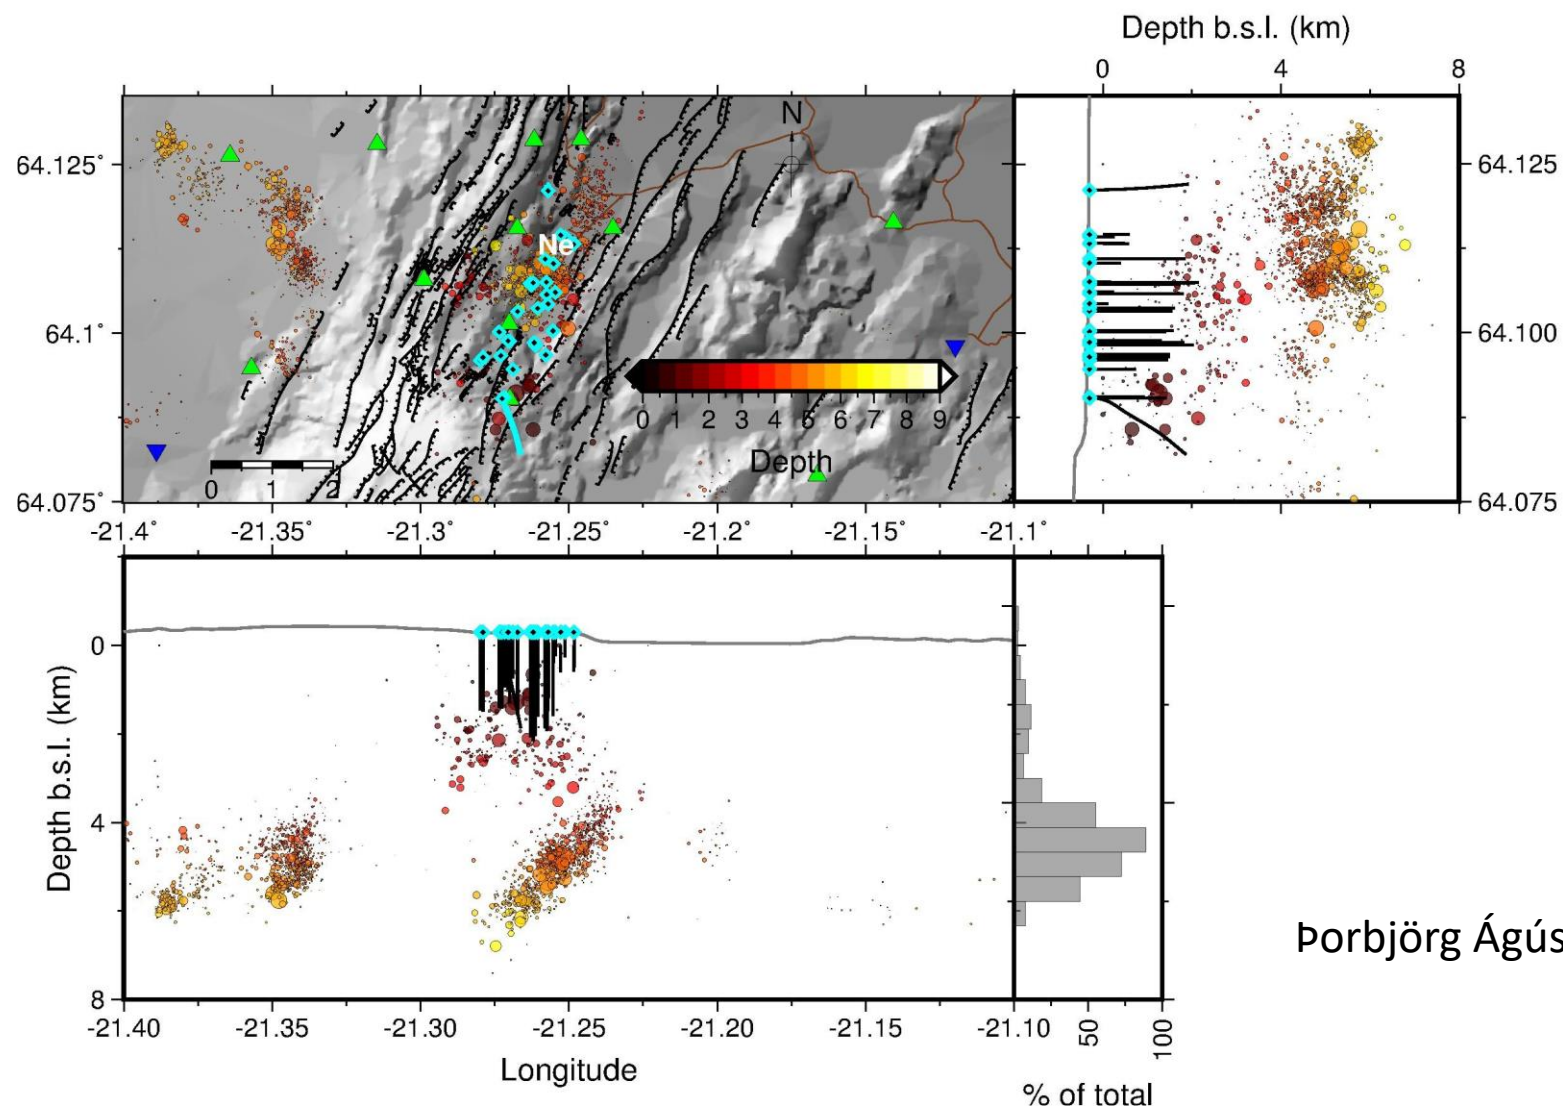 Depth b.s.l. (km)
0 4 8
N
64.125° 64.125
Ne
64.1° 64.100
0 1 2 3 4 5 6 7 8 9
Depth
0 1 2
64.075° 64.075
-21.4° -21.35° -21.3° -21.25° -21.2° -21.15° -21.1°
0
4
8
Depth b.s.l. (km)
Þorbjörg Ágús
-21.40 -21.35 -21.30 -21.25 -21.20 -21.15 -21.10
50 100
Longitude
% of total